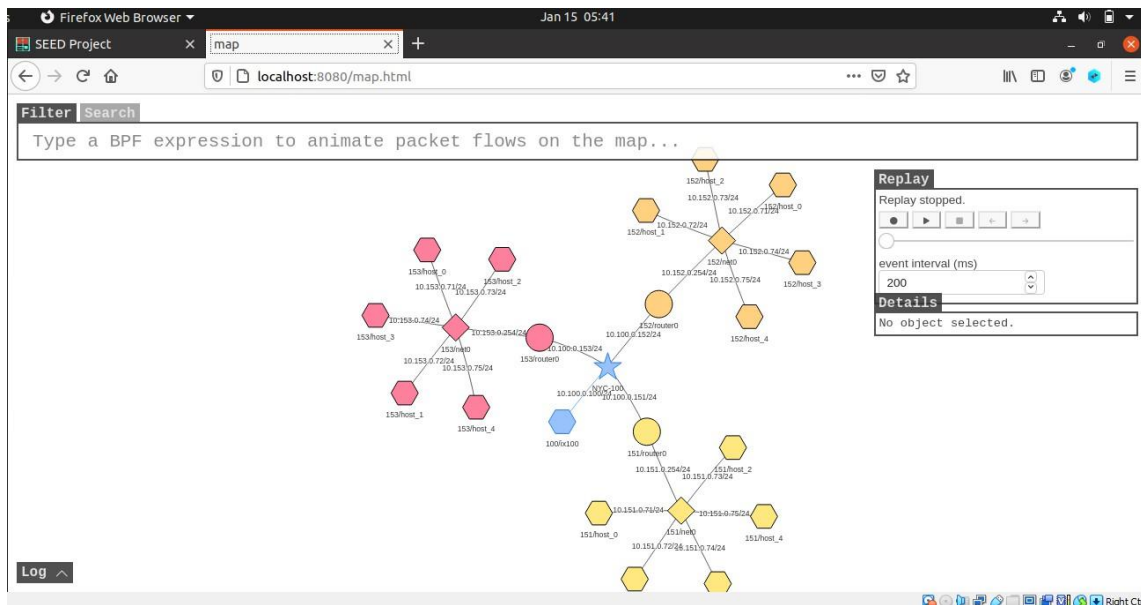 Firefox Web Browser
Jan 15 05:41
SEED Project
map
localhost:8080/map.html
Filter Search
Type a BPF expression to animate packet flows on the map...
Replay
Replay stopped.
event interval (ms)
200
Details
No object selected.
152/host_2
10.152.0.73/24
152/host_0
10.152.0.71/24
10.152.0.72/24
152/host_1
152/net0
10.152.0.74/24
152/host_3
10.152.0.254/24
10.152.0.75/24
152/router0
152/host_4
10.100.0.152/24
153/host_0
153/host_2
10.153.0.71/24
10.153.0.73/24
10.153.0.74/24
153/host_3
10.153.0.254/24
153/net0
153/router0
10.100.0.153/24
10.153.0.72/24
10.153.0.75/24
153/host_1
153/host_4
NYC-100
10.100.0.100/24
10.100.0.151/24
100/ix100
151/router0
10.151.0.254/24
151/host_2
10.151.0.73/24
10.151.0.71/24
10.151.0.75/24
151/host_0
151/net0
151/host_4
10.151.0.72/24
10.151.0.74/24
Log
Right Ct